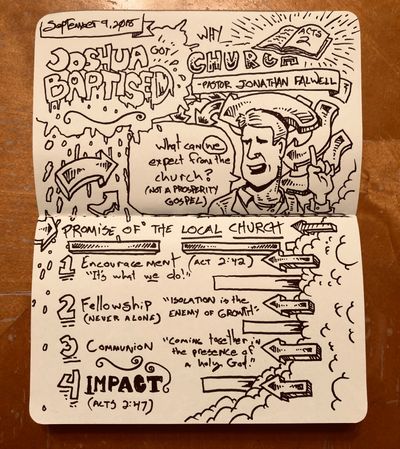 September 9, 2018
JOSHUA
GOT
BAPTISED
WHY
CHURCH
ACTS
2
-PASTOR JONATHAN FALWELL
What can we
expect from the
church?
(NOT A PROSPERITY
GOSPEL)
PROMISE OF THE LOCAL CHURCH
1 Encouragement (ACT 2:42)
"It's what we do."
2 Fellowship
(NEVER ALONE)
"ISOLATION is the
ENEMY OF GROWTH"
3 Communion
"Coming together in
the presence of
a holy God."
4 IMPACT
(ACTS 2:47)